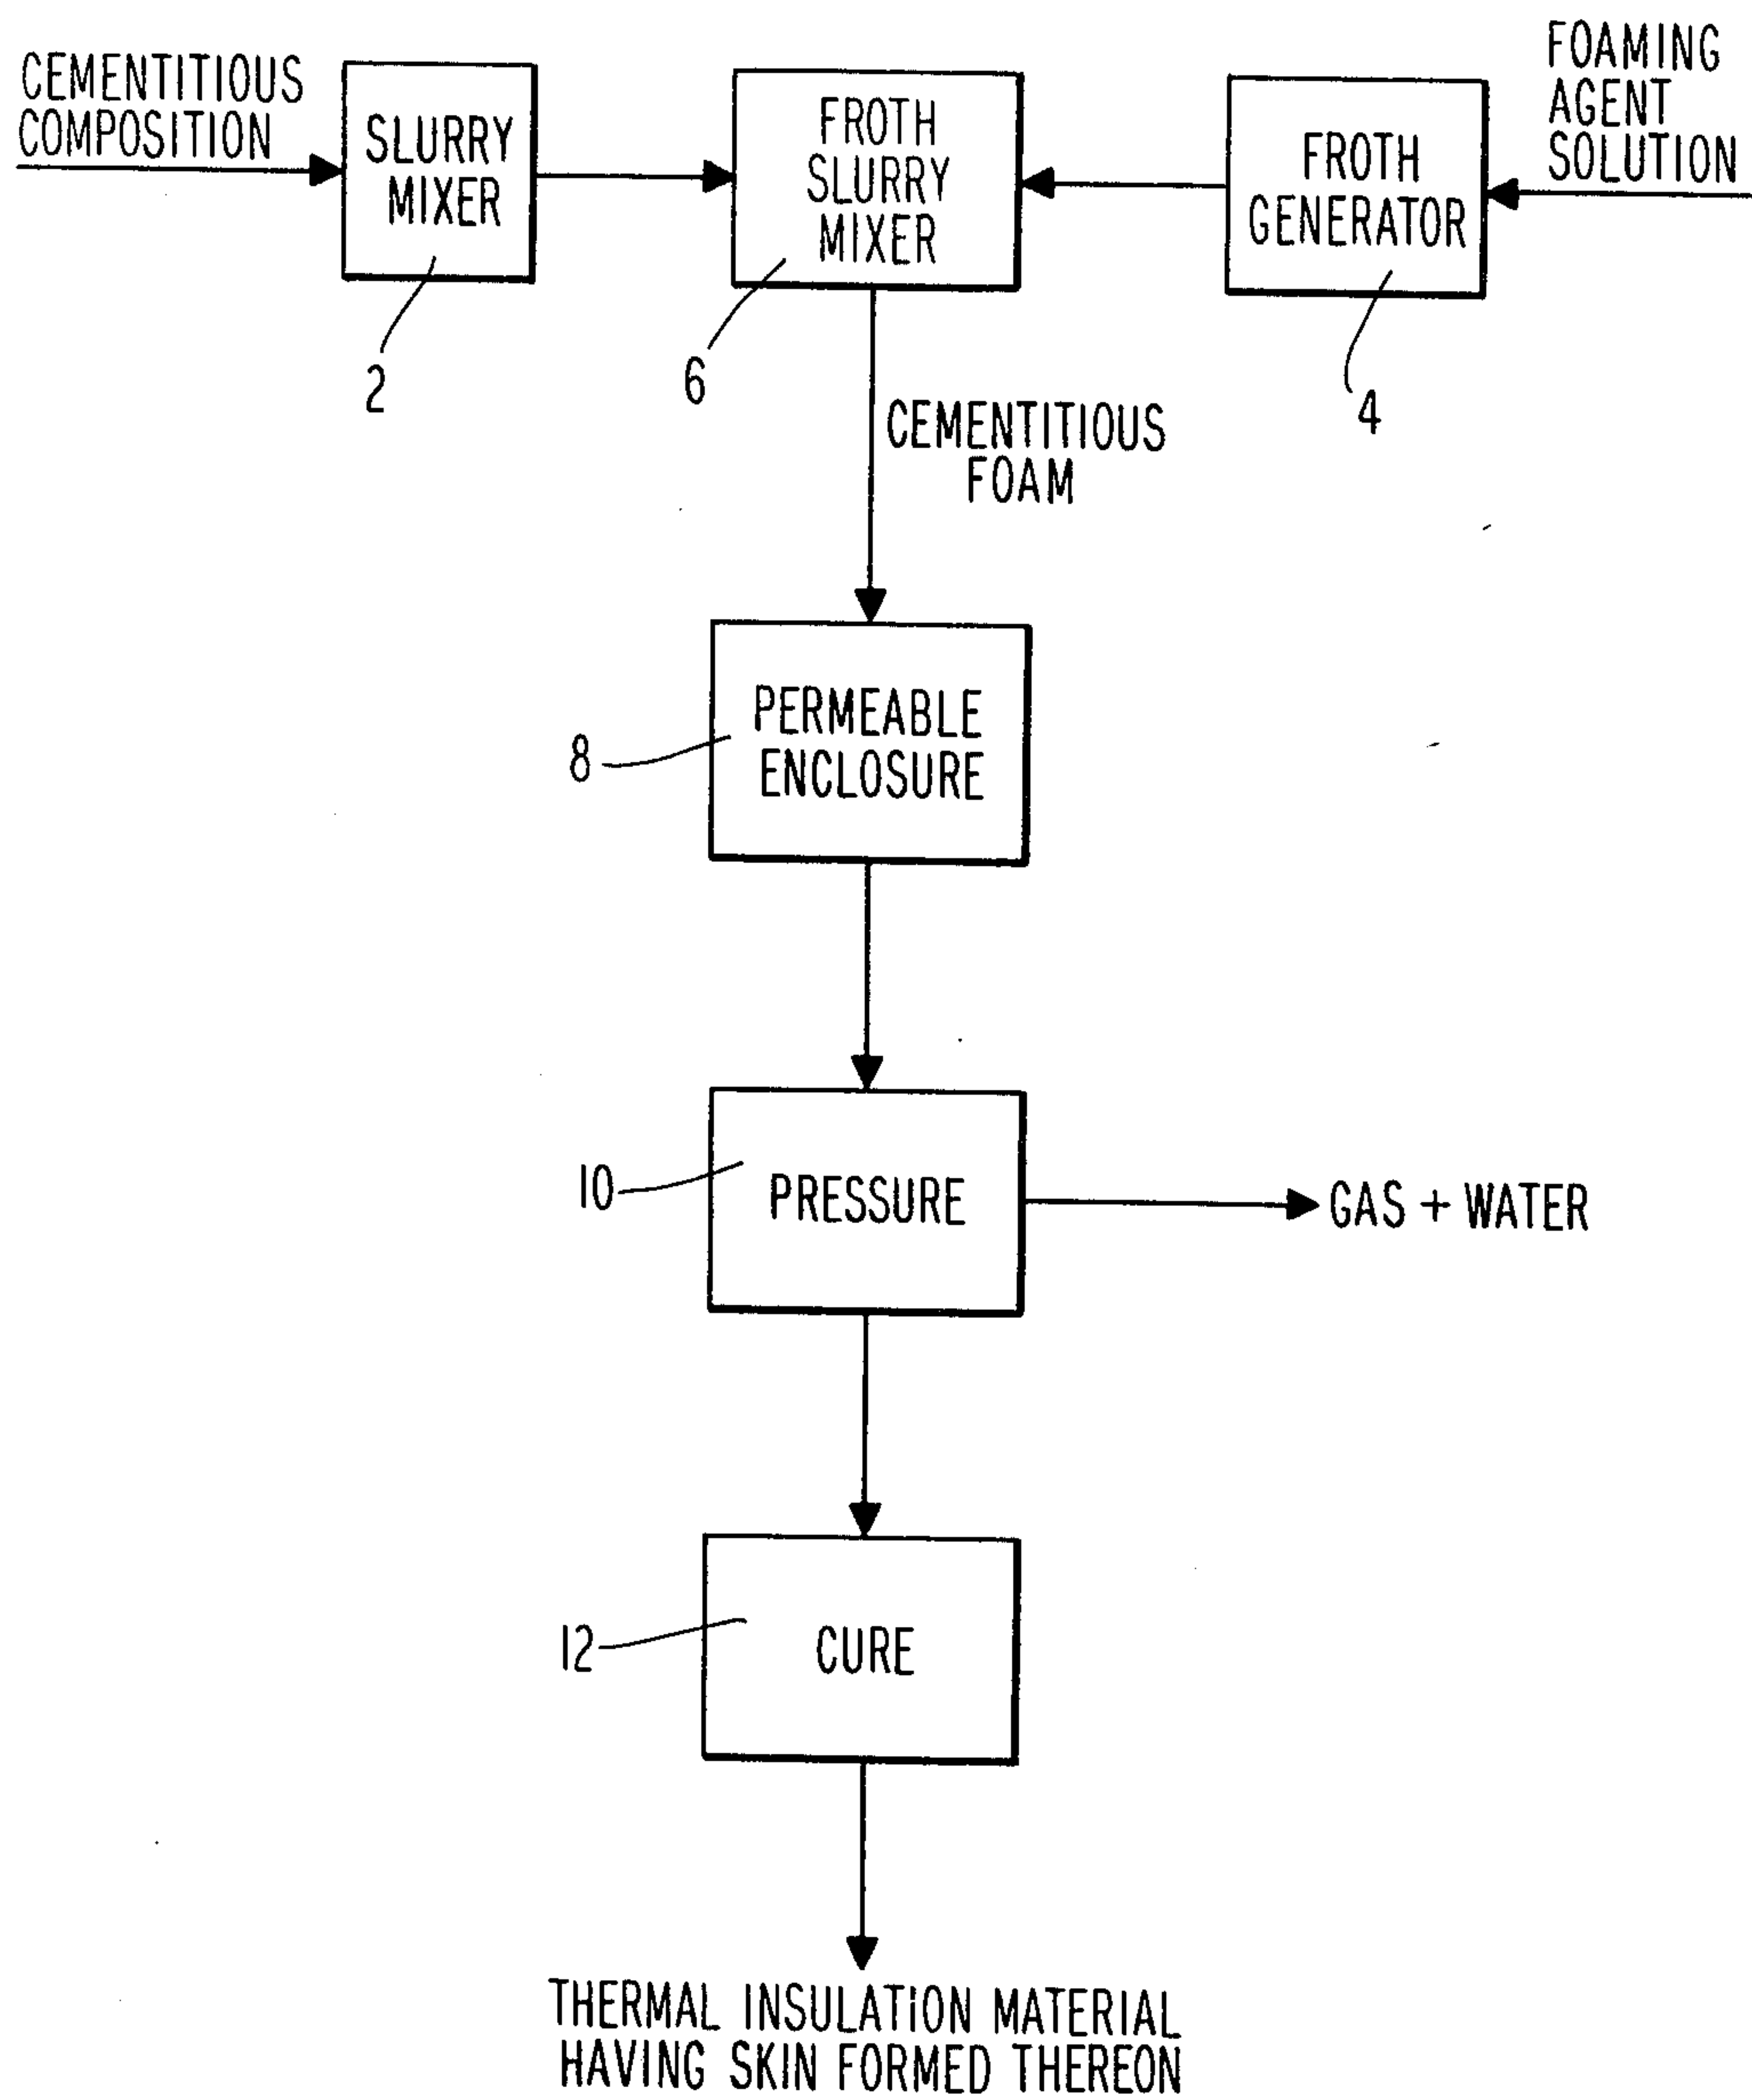 CEMENTITIOUS
COMPOSITION
SLURRY
MIXER
FROTH
SLURRY
MIXER
FROTH
GENERATOR
FOAMING
AGENT
SOLUTION
2
6
4
CEMENTITIOUS
FOAM
PERMEABLE
ENCLOSURE
8
10
PRESSURE
GAS + WATER
12
CURE
THERMAL INSULATION MATERIAL
HAVING SKIN FORMED THEREON